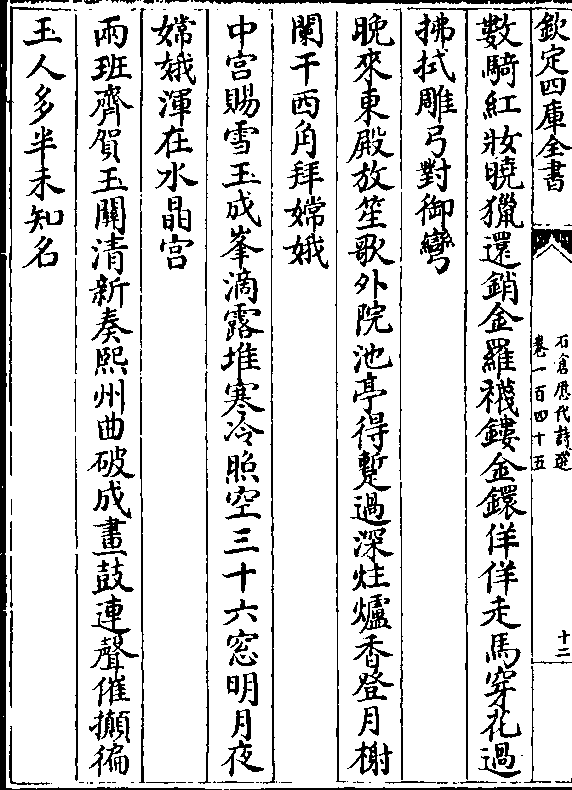 欽定四庫全書
石倉歷代詩選
卷一百四十五
十二
數騎紅妝曉獵還銷金羅襪鏤金鐶佯佯走馬穿花過
拂拭雕弓對御彎
晚來東殿放笙歌外院池亭得暫過深炷爐香登月榭
闌干西角拜嫦娥
中宮賜雪玉成峯滴露堆寒冷照空三十六窓明月夜
嫦娥渾在水晶宮
兩班齊賀玉關清新奏熙州曲破成畫鼓連聲催攧徧
玉人多半未知名